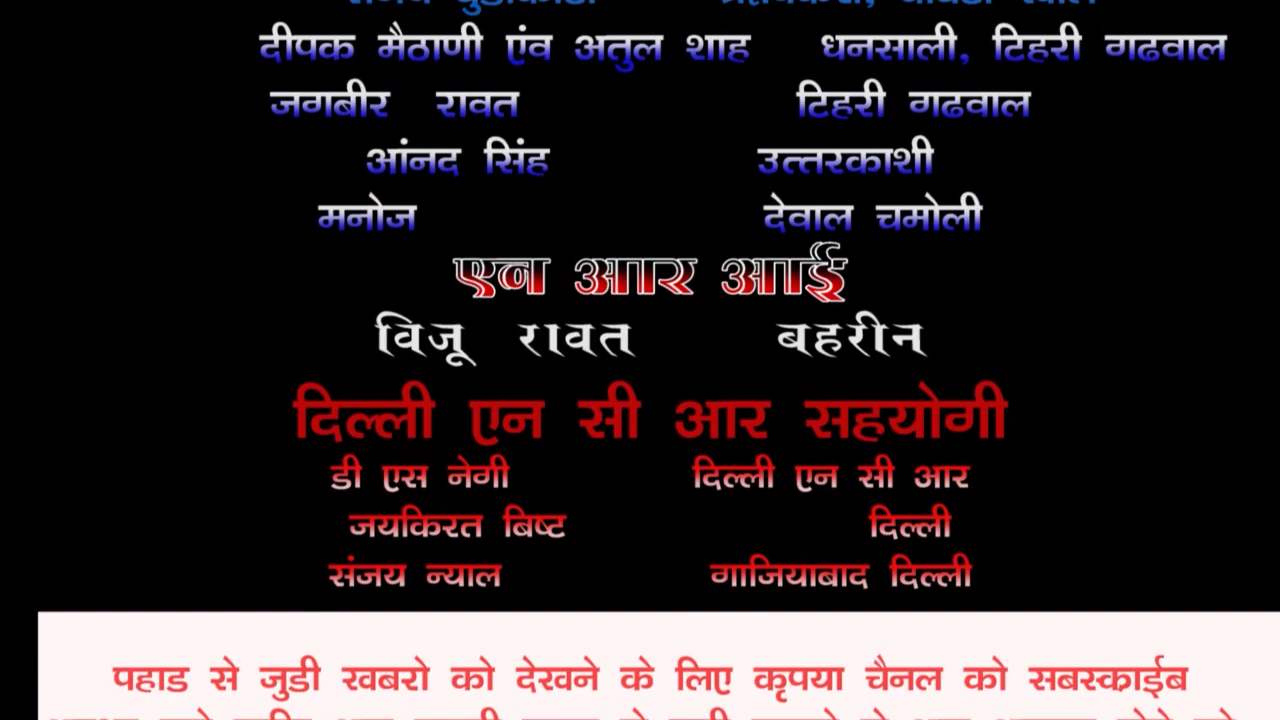 दीपक मैठाणी एंव अतुल शाह धनसाली, टिहरी गढवाल
जगबीर रावत टिहरी गढवाल
आंनद सिंह उत्तरकाशी
मनोज देवाल चमोली
एन आर आई
विजू रावत बहरीन
दिल्ली एन सी आर सहयोगी
डी एस नेगी दिल्ली एन सी आर
जयकिरत बिष्ट दिल्ली
संजय न्याल गाजियाबाद दिल्ली
पहाड से जुडी खबरो को देखने के लिए कृपया चैनल को सबस्क्राईब